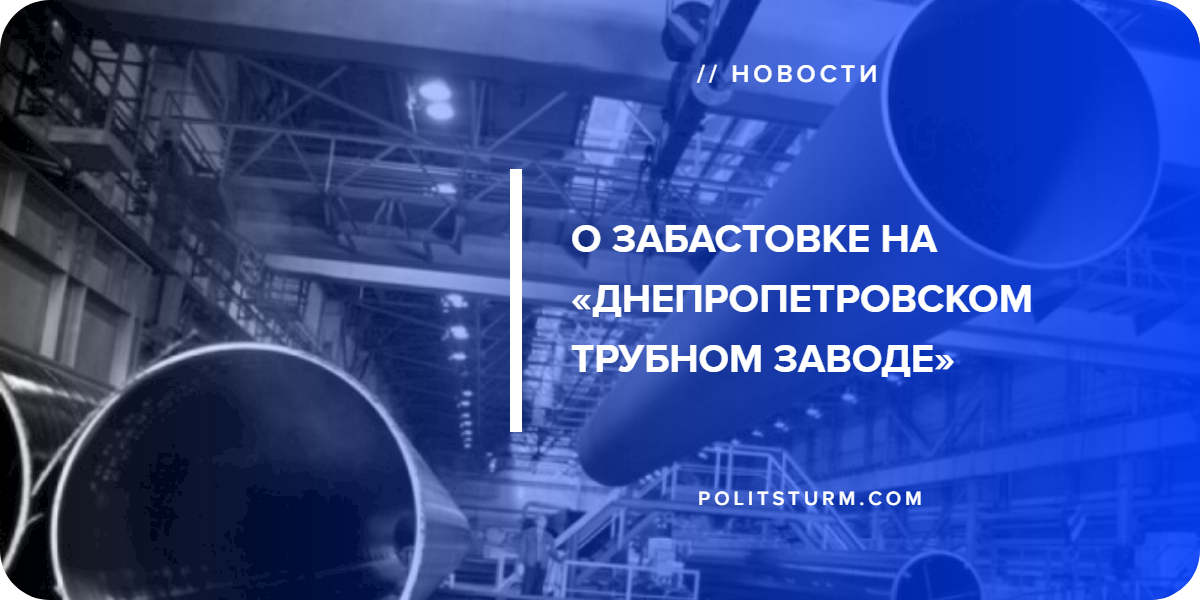 // НОВОСТИ
О ЗАБАСТОВКЕ НА
«ДНЕПРОПЕТРОВСКОМ
ТРУБНОМ ЗАВОДЕ»
POLITSTURM.COM